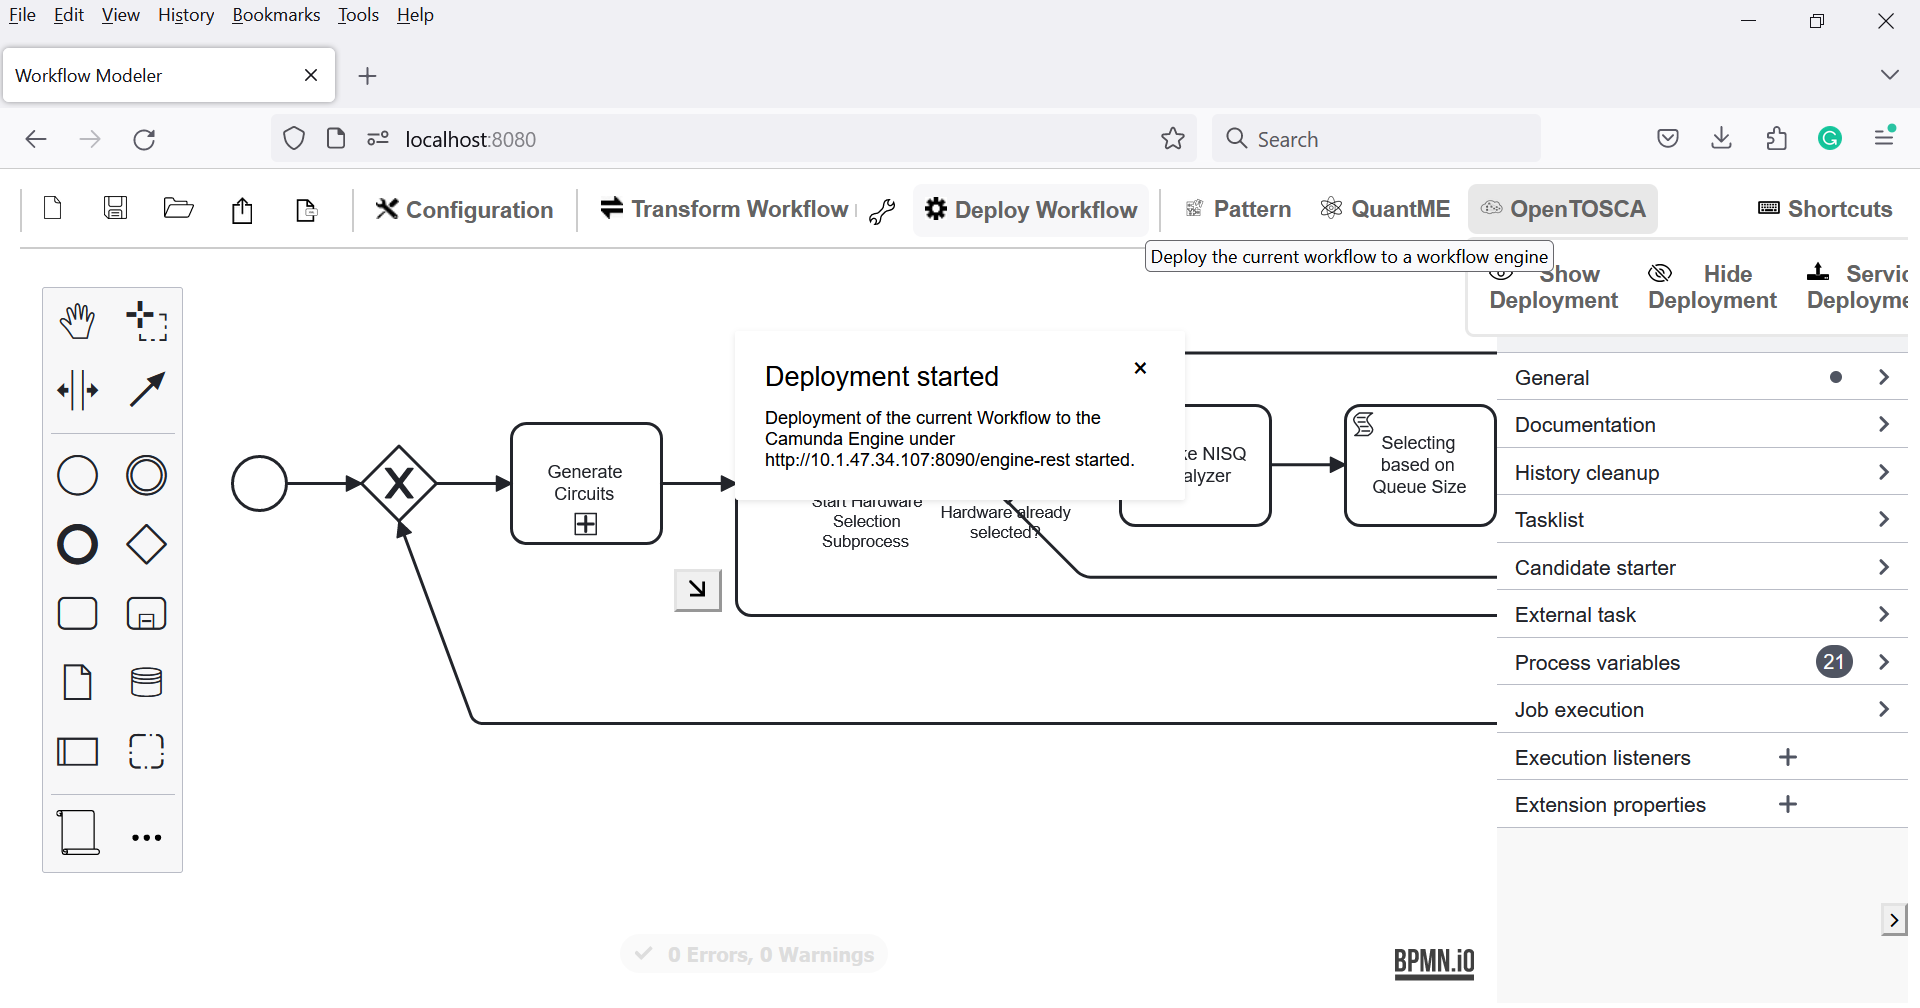 File Edit View History Bookmarks Tools Help
Workflow Modeler
localhost:8080
Search
Configuration
Transform Workflow
Deploy Workflow
Pattern
QuantME
OpenTOSCA
Shortcuts
Deploy the current workflow to a workflow engine
Show
Deployment
Hide
Deployment
Servic
Deployme
Deployment started
Deployment of the current Workflow to the
Camunda Engine under
http://10.1.47.34.107:8090/engine-rest started.
Generate
Circuits
Start Hardware
Selection
Subprocess
Hardware already
selected?
ke NISQ
alyzer
Selecting
based on
Queue Size
General
Documentation
History cleanup
Tasklist
Candidate starter
External task
Process variables 21
Job execution
Execution listeners
Extension properties
0 Errors, 0 Warnings
BPMN.iO